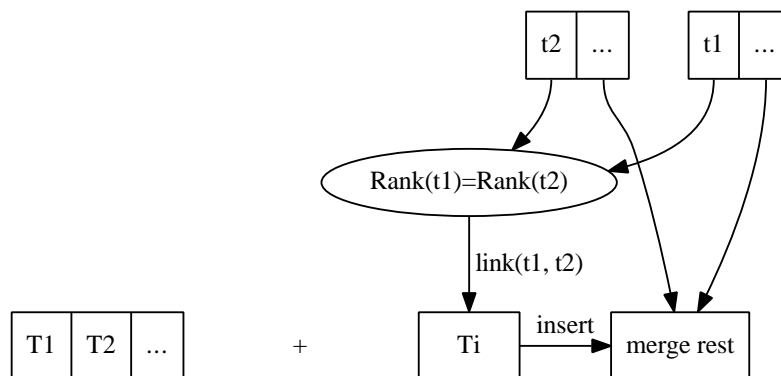 t2 ...
t1 ...
Rank(t1)=Rank(t2)
link(t1, t2)
T1 T2 ...
+
Ti
insert
merge rest